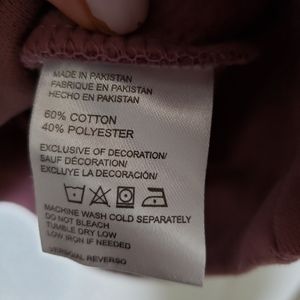 MADE IN PAKISTAN
FABRIQUE EN PAKISTAN
HECHO EN PAKISTAN
60% COTTON
40% POLYESTER
EXCLUSIVE OF DECORATION/
SAUF DÉCORATION/
EXCLUYE LA DECORACIÓN/
MACHINE WASH COLD SEPARATELY
DO NOT BLEACH
TUMBLE DRY LOW
LOW IRON IF NEEDED
REVERSO